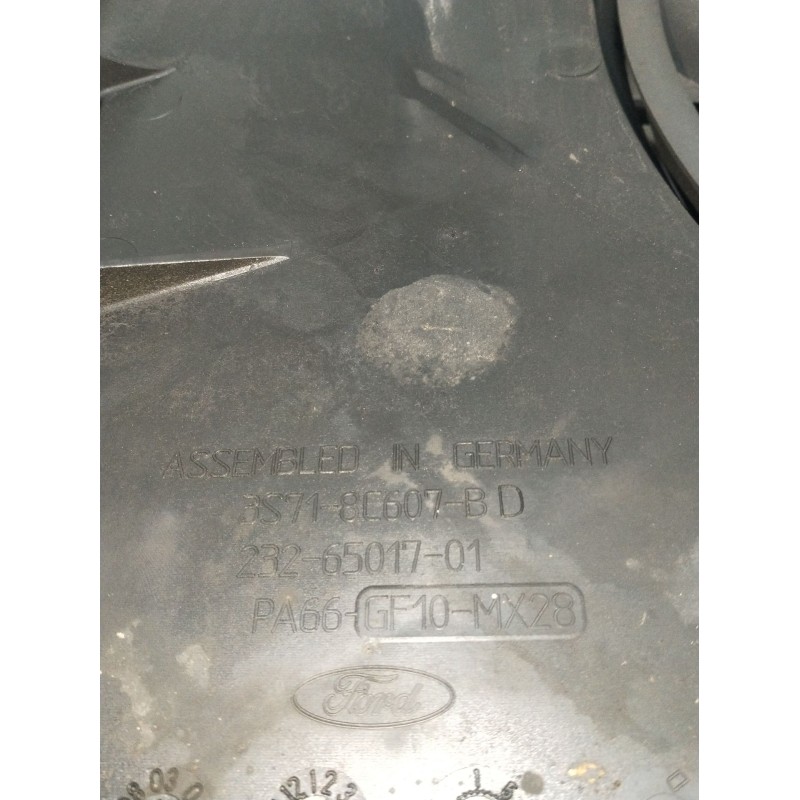 ASSEMBLED IN GERMANY
3S71-8C607-BD
232-65017-01
PA66-GF10-MX28
Ford